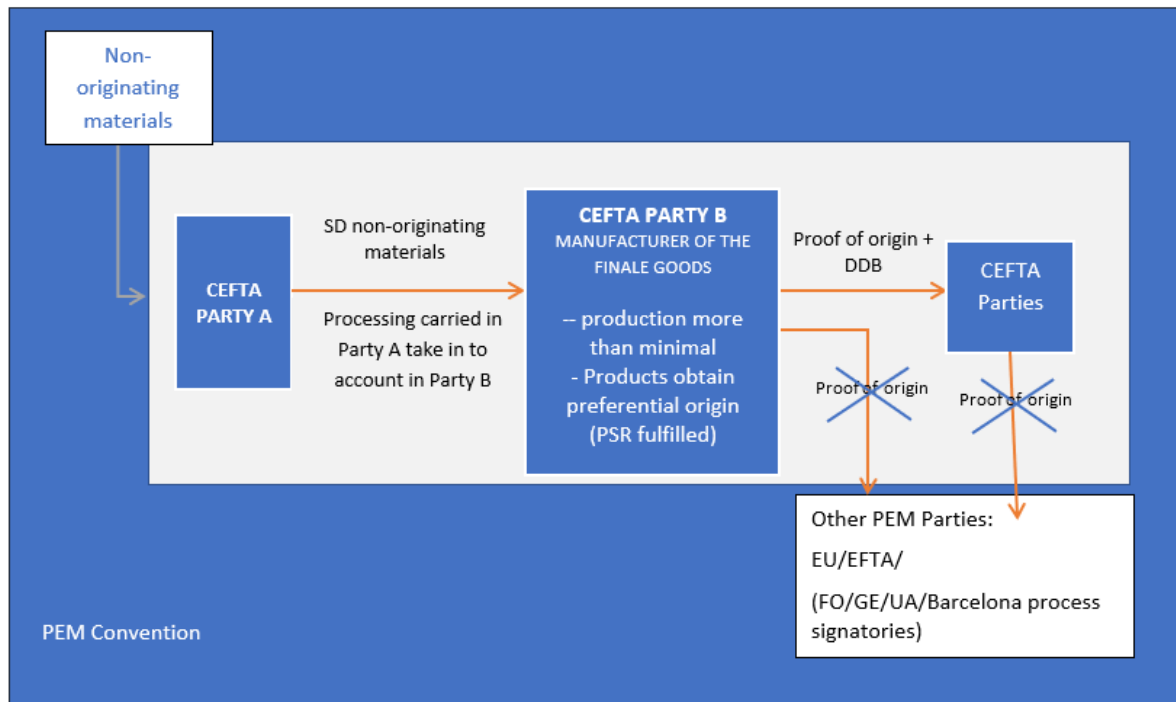 Non-
originating
materials
CEFTA
PARTY A
SD non-originating
materials
Processing carried in
Party A take in to
account in Party B
CEFTA PARTY B
MANUFACTURER OF THE
FINALE GOODS
-- production more
than minimal
- Products obtain
preferential origin
(PSR fulfilled)
Proof of origin +
DDB
CEFTA
Parties
Proof of origin
Proof of origin
Other PEM Parties:
EU/EFTA/
(FO/GE/UA/Barcelona process
signatories)
PEM Convention